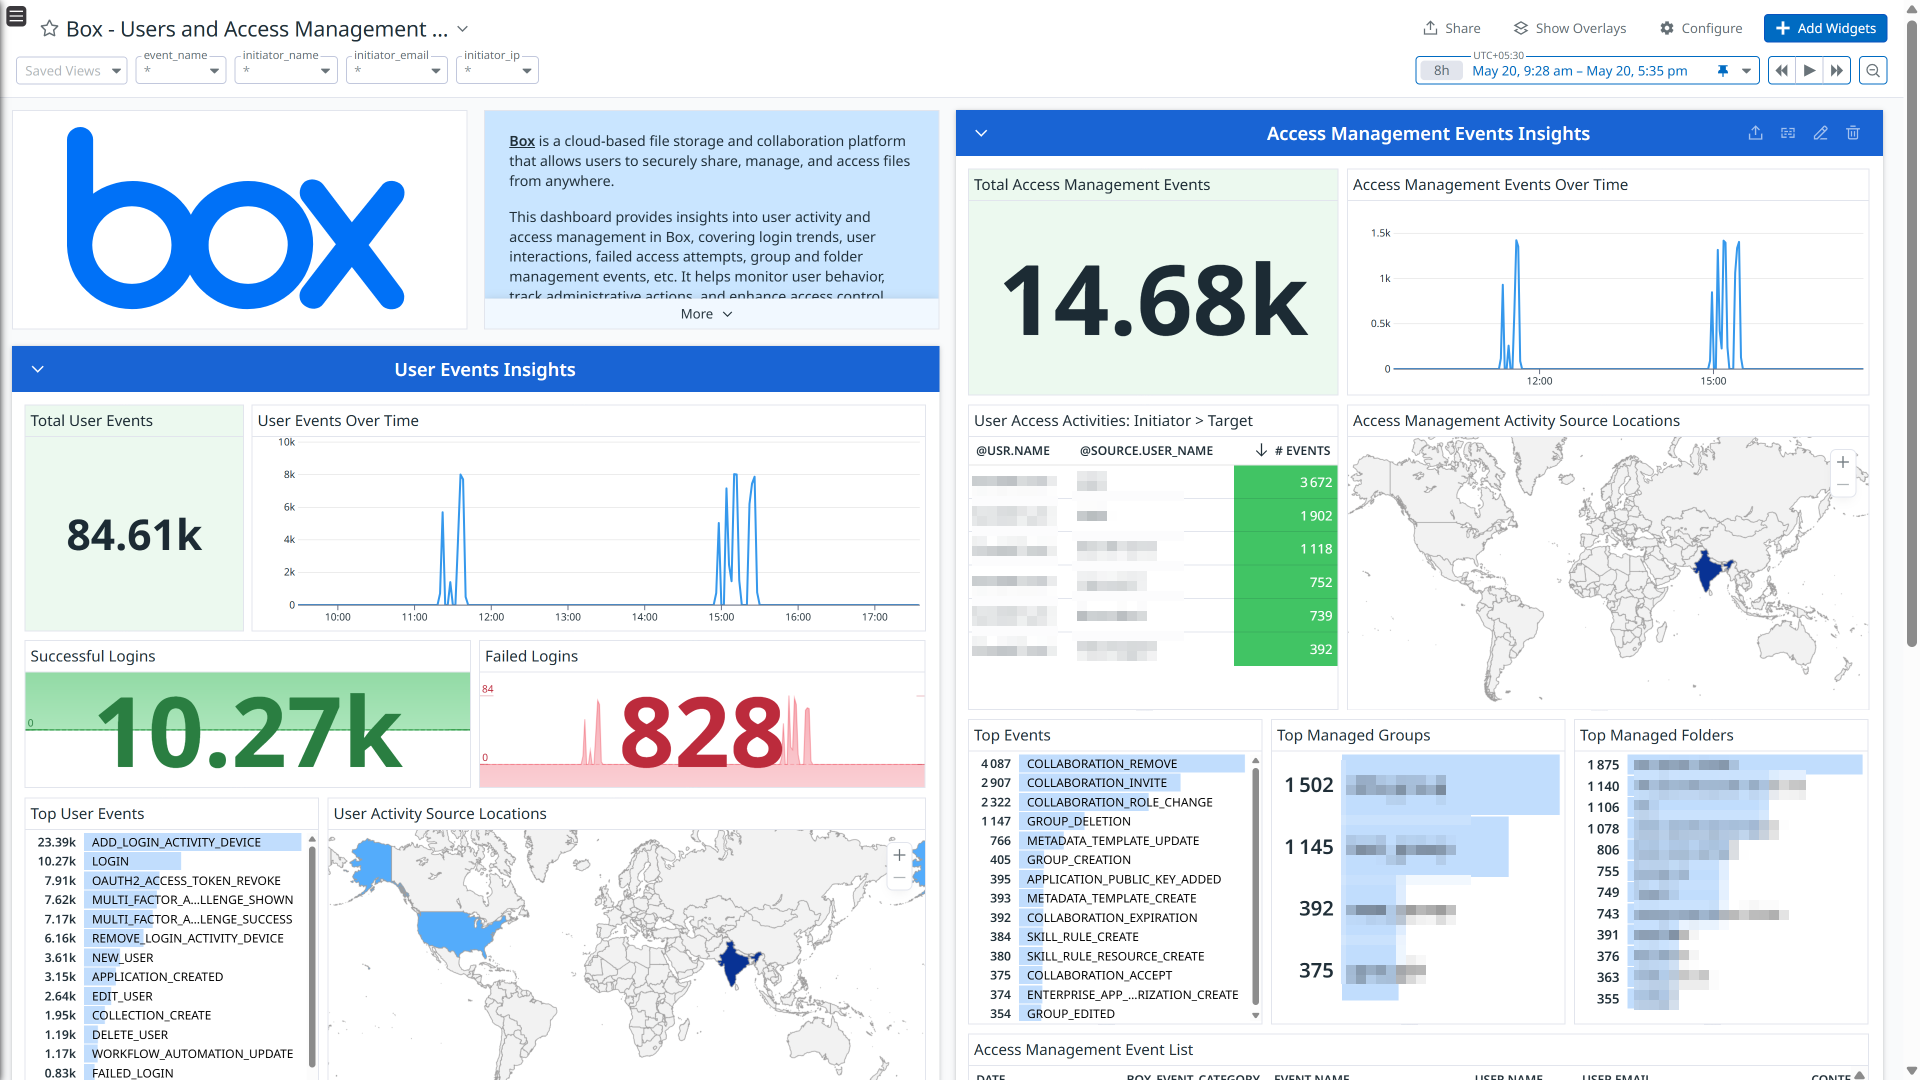 Box - Users and Access Management ...
Share
Show Overlays
Configure
Add Widgets
Saved Views
event_name
*
initiator_name
*
initiator_email
*
initiator_ip
*
UTC+05:30
8h
May 20, 9:28 am – May 20, 5:35 pm
box
Box is a cloud-based file storage and collaboration platform
that allows users to securely share, manage, and access files
from anywhere.
This dashboard provides insights into user activity and
access management in Box, covering login trends, user
interactions, failed access attempts, group and folder
management events, etc. It helps monitor user behavior,
track administrative actions, and enhance access control
More
User Events Insights
Total User Events
84.61k
User Events Over Time
10k
8k
6k
4k
2k
0
10:00
11:00
12:00
13:00
14:00
15:00
16:00
17:00
Successful Logins
0
10.27k
Failed Logins
84
0
828
Top User Events
23.39k ADD_LOGIN_ACTIVITY_DEVICE
10.27k LOGIN
7.91k OAUTH2_ACCESS_TOKEN_REVOKE
7.62k MULTI_FACTOR_A...LLENGE_SHOWN
7.17k MULTI_FACTOR_A...LENGE_SUCCESS
6.16k REMOVE_LOGIN_ACTIVITY_DEVICE
3.61k NEW_USER
3.15k APPLICATION_CREATED
2.64k EDIT_USER
1.95k COLLECTION_CREATE
1.19k DELETE_USER
1.17k WORKFLOW_AUTOMATION_UPDATE
0.83k FAILED_LOGIN
User Activity Source Locations
+
−
Access Management Events Insights
Total Access Management Events
14.68k
Access Management Events Over Time
1.5k
1k
0.5k
0
12:00
15:00
User Access Activities: Initiator > Target
@USR.NAME @SOURCE.USER_NAME ↓ # EVENTS
3 672
1 902
1 118
752
739
392
Access Management Activity Source Locations
+
−
Top Events
4 087 COLLABORATION_REMOVE
2 907 COLLABORATION_INVITE
2 322 COLLABORATION_ROLE_CHANGE
1 147 GROUP_DELETION
766 METADATA_TEMPLATE_UPDATE
405 GROUP_CREATION
395 APPLICATION_PUBLIC_KEY_ADDED
393 METADATA_TEMPLATE_CREATE
392 COLLABORATION_EXPIRATION
384 SKILL_RULE_CREATE
380 SKILL_RULE_RESOURCE_CREATE
375 COLLABORATION_ACCEPT
374 ENTERPRISE_APP_...RIZATION_CREATE
354 GROUP_EDITED
Top Managed Groups
1 502
1 145
392
375
Top Managed Folders
1 875
1 140
1 106
1 078
806
755
749
743
391
376
363
355
Access Management Event List
DATE BOX_EVENT_CATEGORY EVENT NAME USER NAME USER EMAIL CONTE